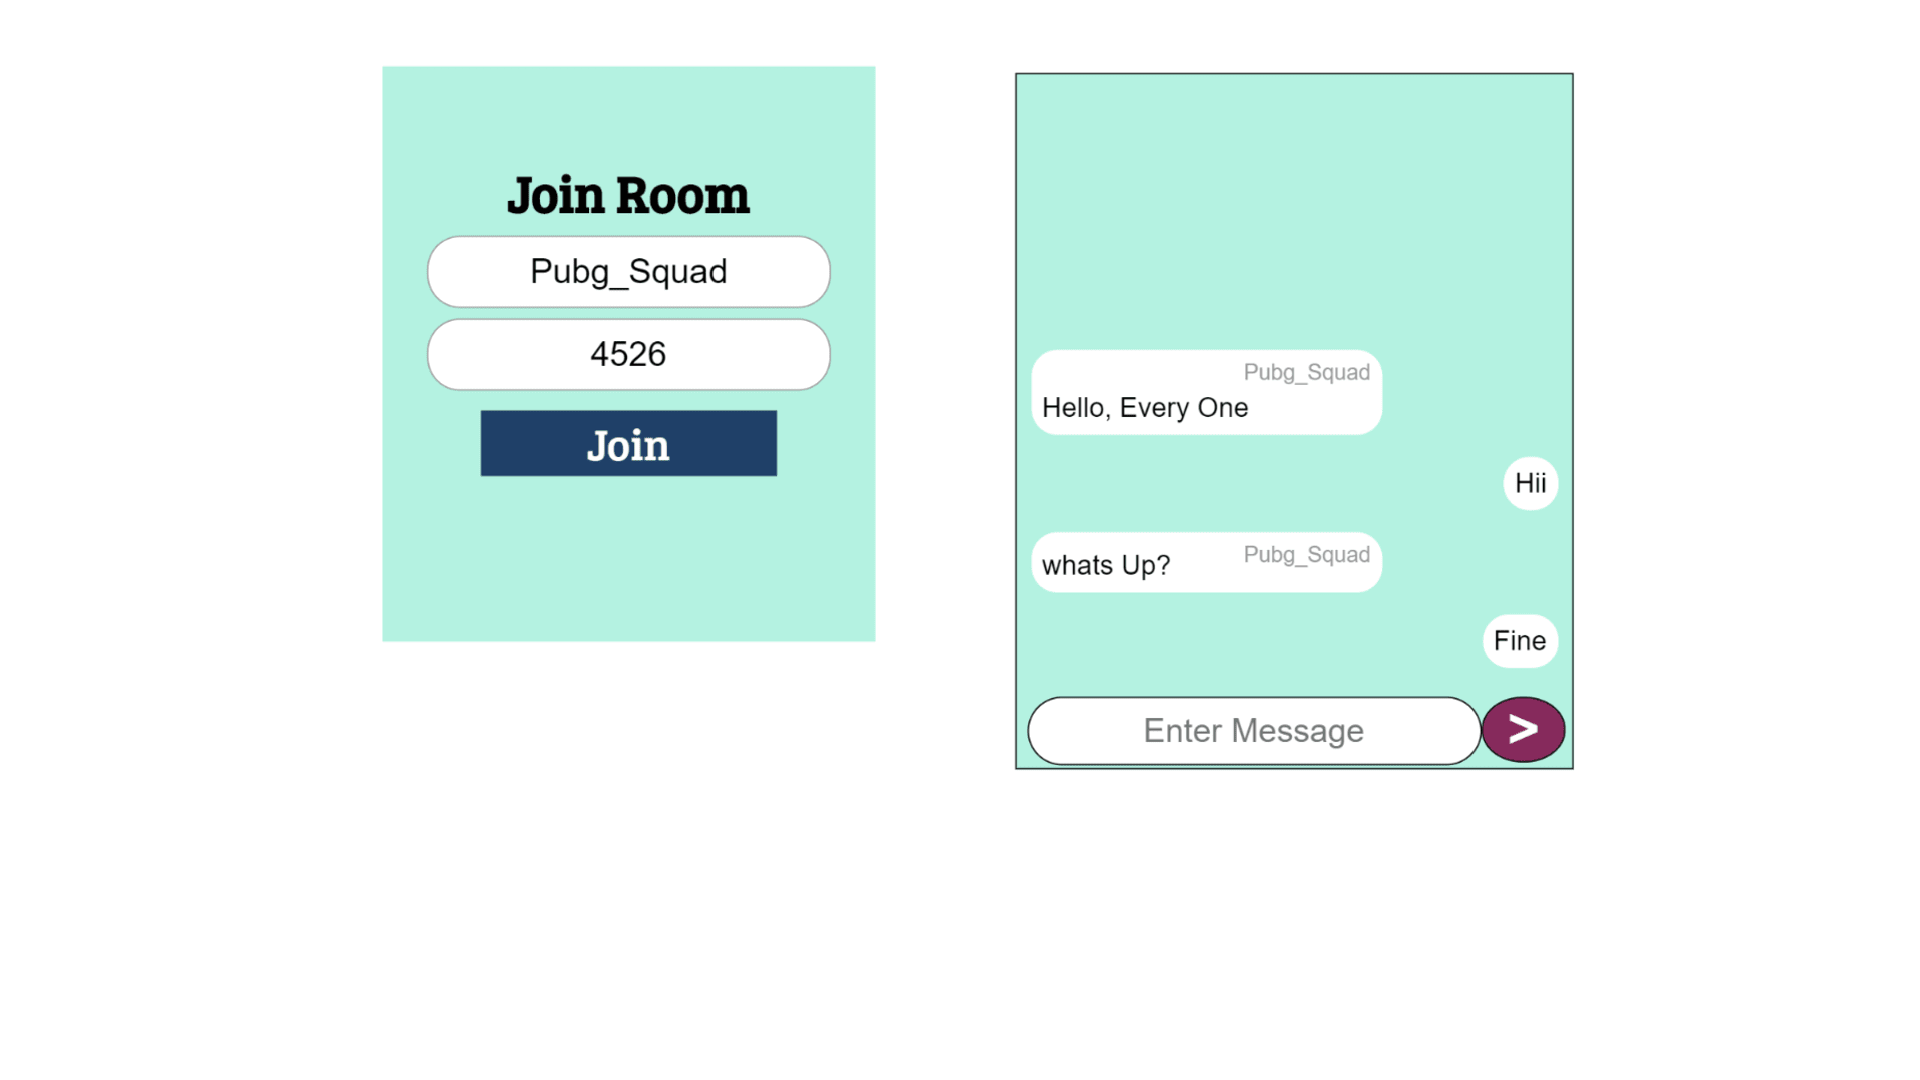 Join Room
Pubg_Squad
4526
Join
Pubg_Squad
Hello, Every One
Hii
Pubg_Squad
whats Up?
Fine
Enter Message
>